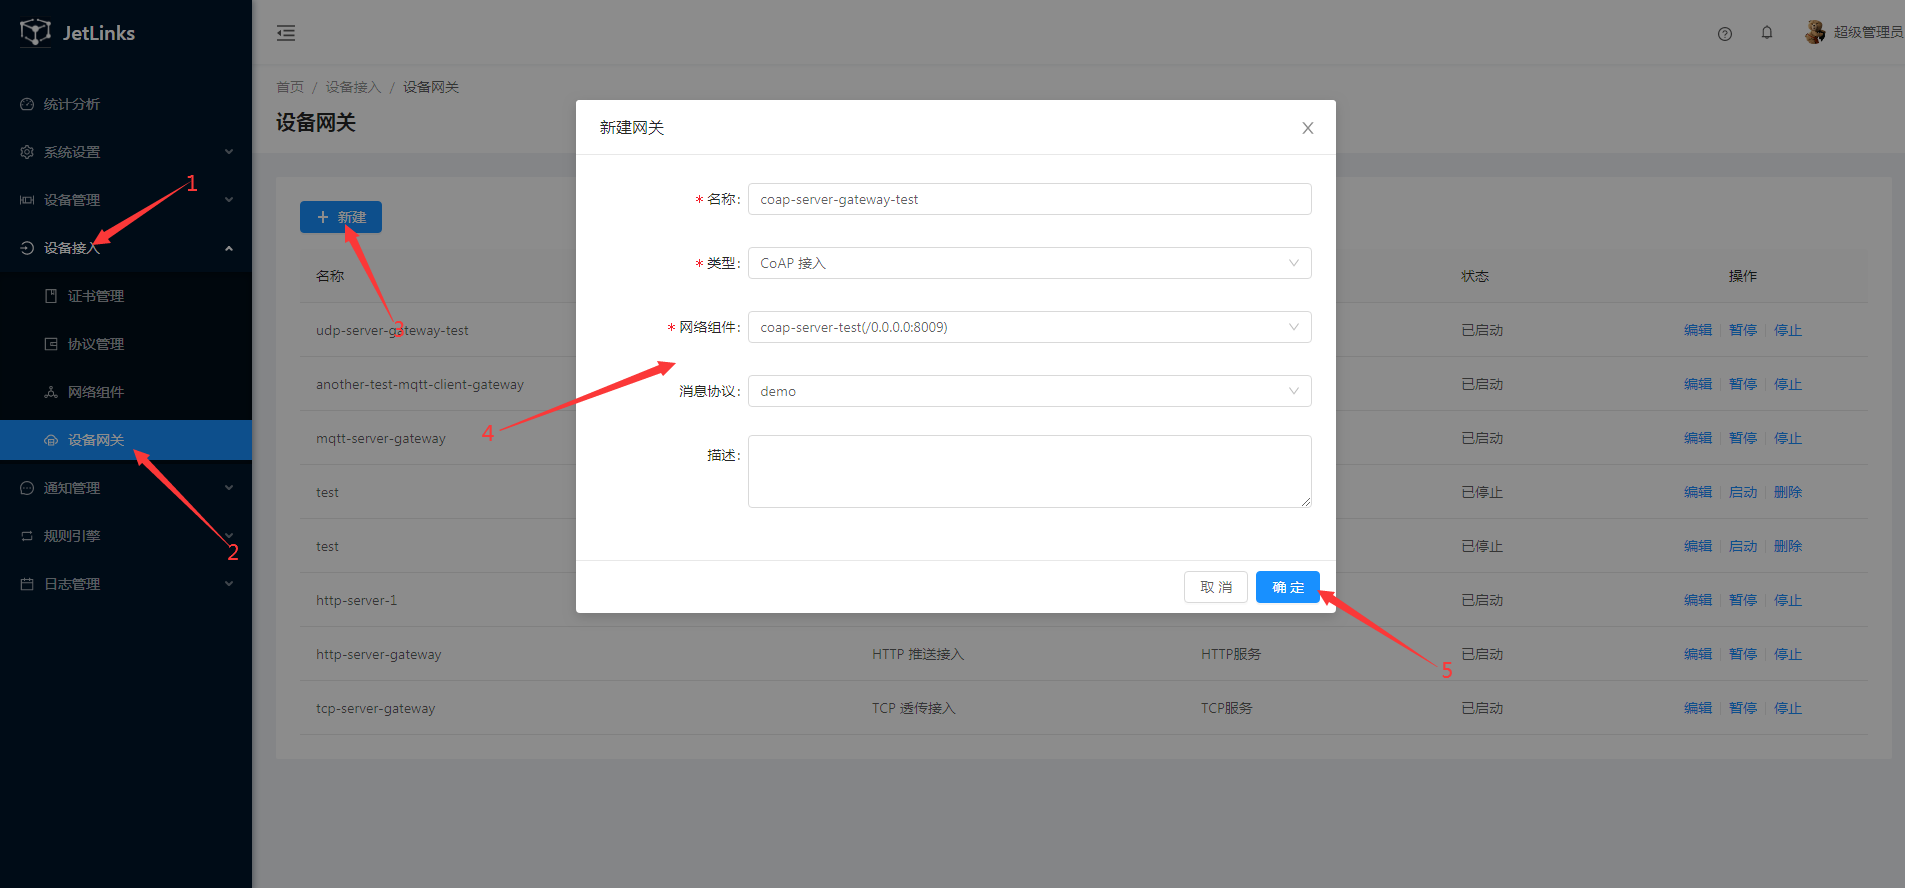 JetLinks
统计分析
系统设置
设备管理
设备接入
证书管理
协议管理
网络组件
设备网关
通知管理
规则引擎
日志管理
1
2
超级管理员
首页 / 设备接入 / 设备网关
设备网关
+ 新建
3
名称 状态 操作
udp-server-gateway-test 已启动 编辑 暂停 停止
another-test-mqtt-client-gateway 已启动 编辑 暂停 停止
mqtt-server-gateway 已启动 编辑 暂停 停止
test 已停止 编辑 启动 删除
test 已停止 编辑 启动 删除
http-server-1 已启动 编辑 暂停 停止
http-server-gateway HTTP 推送接入 HTTP服务 已启动 编辑 暂停 停止
tcp-server-gateway TCP 透传接入 TCP服务 已启动 编辑 暂停 停止
新建网关
* 名称: coap-server-gateway-test
* 类型: CoAP 接入
* 网络组件: coap-server-test(/0.0.0.0:8009)
消息协议: demo
描述:
4
取 消 确 定
5